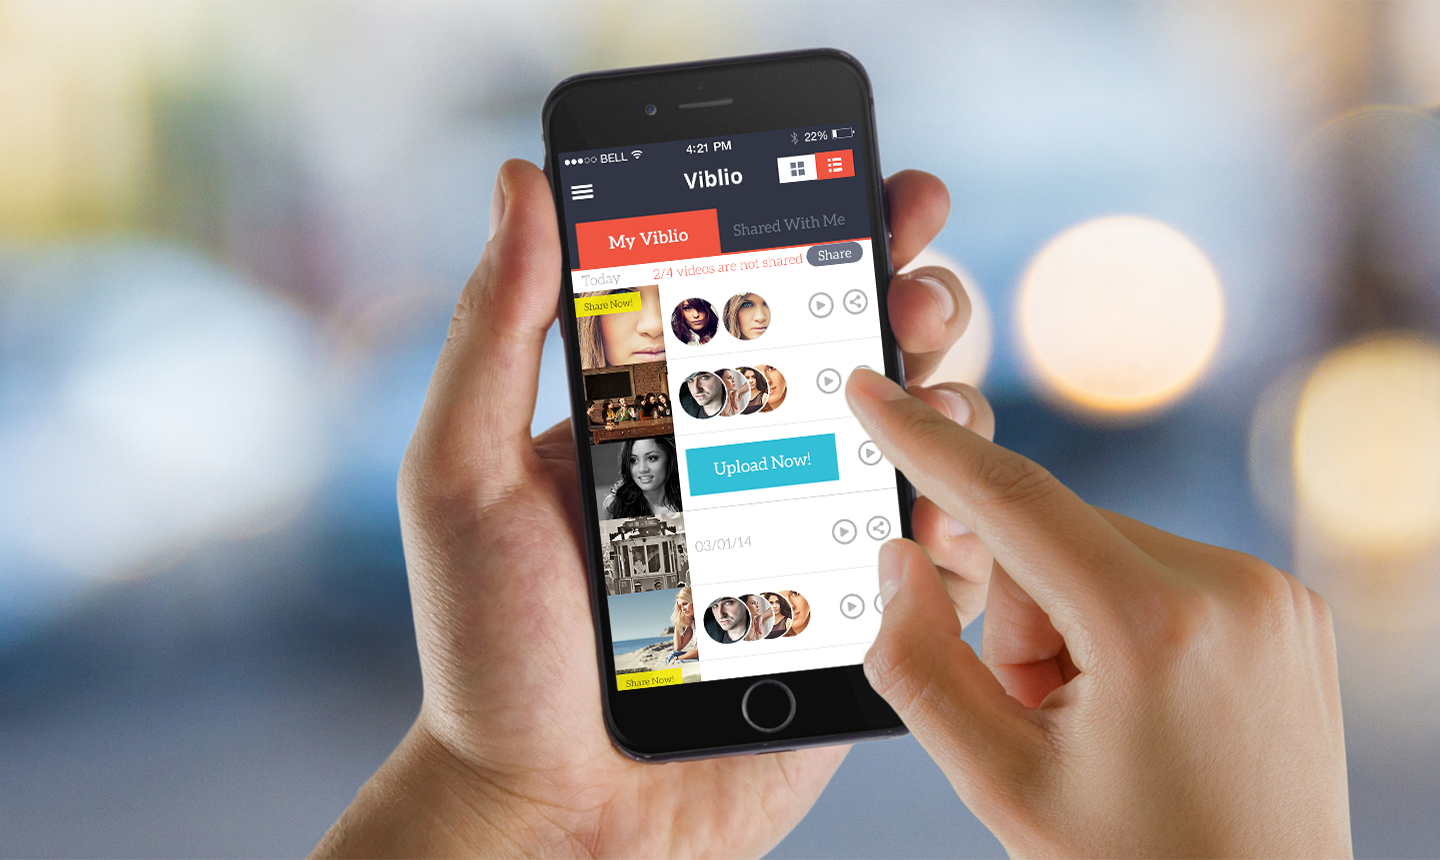 BELL
4:21 PM
22%
Viblio
My Viblio
Shared With Me
Today
2/4 videos are not shared
Share
Share Now!
Upload Now!
03/01/14
Share Now!